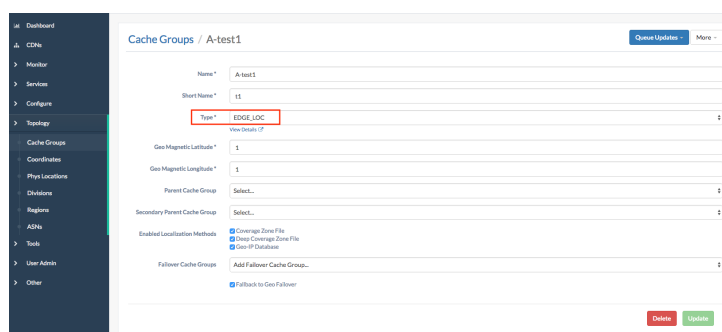 Dashboard
CDNs
Monitor
Services
Configure
Topology
Cache Groups
Coordinates
Phys Locations
Divisions
Regions
ASNs
Tools
User Admin
Other
Cache Groups / A-test1
Queue Updates
More
Name *
A-test1
Short Name *
t1
Type *
EDGE_LOC
View Details
Geo Magnetic Latitude *
1
Geo Magnetic Longitude *
1
Parent Cache Group
Select...
Secondary Parent Cache Group
Select...
Enabled Localization Methods
Coverage Zone File
Deep Coverage Zone File
Geo-IP Database
Failover Cache Groups
Add Failover Cache Group...
Fallback to Geo Failover
Delete
Update